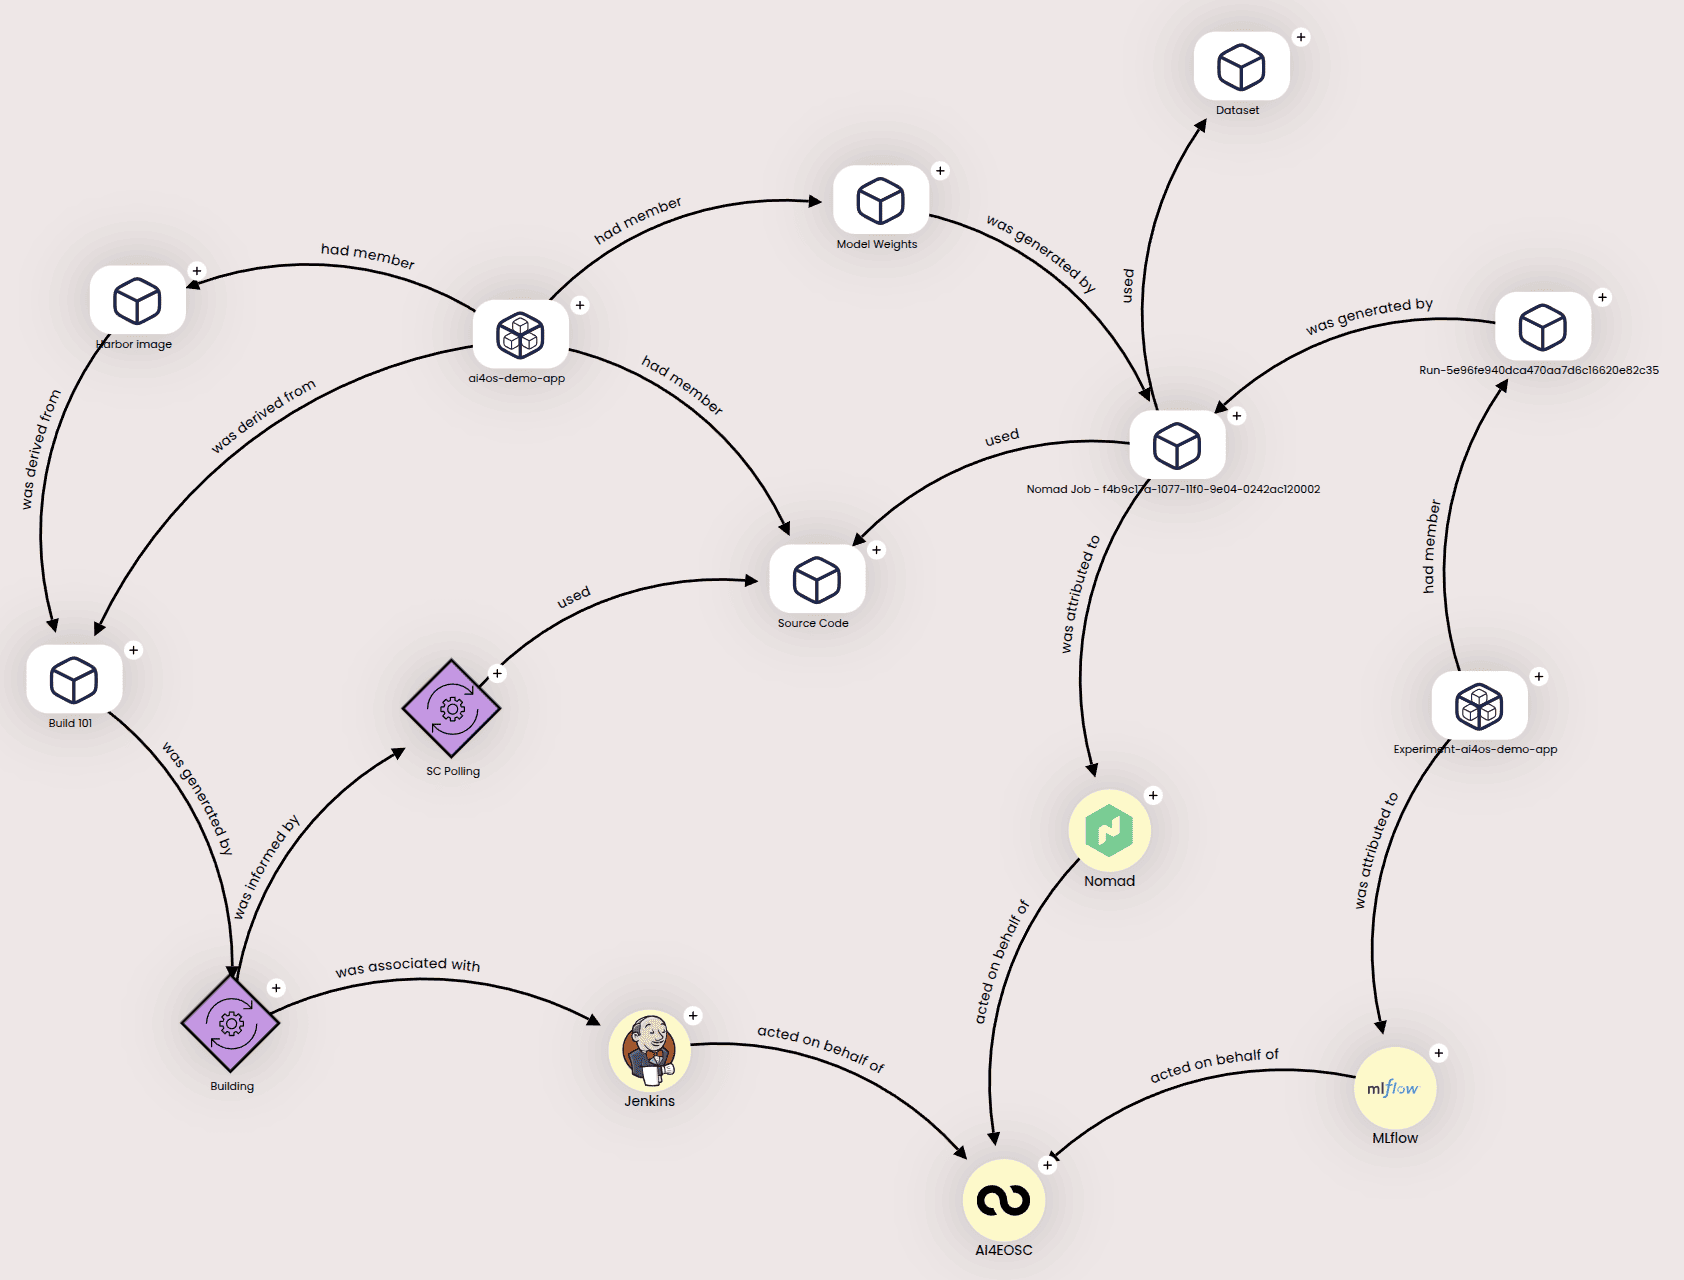 Dataset
had member
Model Weights
was generated by
used
had member
Harbor image
ai4os-demo-app
was generated by
Run-5e96fe940dca470aa7d6c16620e82c35
was derived from
was derived from
had member
used
Nomad Job - f4b9c17a-1077-11f0-9e04-0242ac120002
had member
was attributed to
used
Source Code
Build 101
SC Polling
Experiment-ai4os-demo-app
was generated by
was informed by
was attributed to
Nomad
acted on behalf of
was associated with
Building
Jenkins
acted on behalf of
acted on behalf of
mlflow
MLflow
AI4EOSC